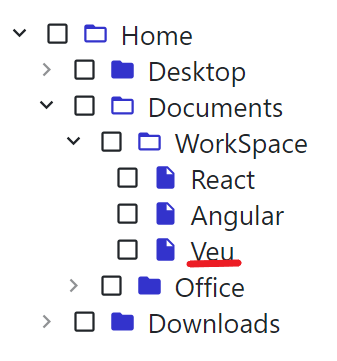 Home
Desktop
Documents
WorkSpace
React
Angular
Veu
Office
Downloads